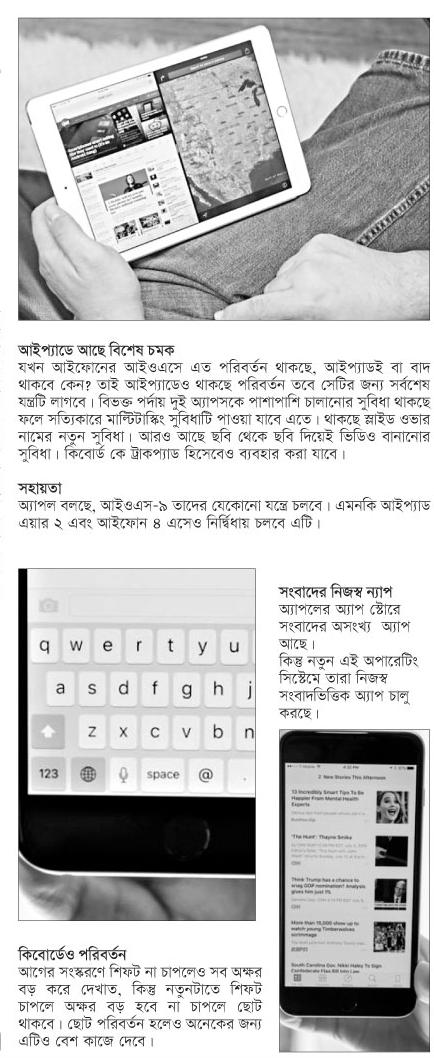 আইপ্যাডে আছে বিশেষ চমক
যখন আইফোনের আইওএসে এত পরিবর্তন থাকছে, আইপ্যাডই বা বাদ
থাকবে কেন? তাই আইপ্যাডেও থাকছে পরিবর্তন তবে সেটির জন্য সর্বশেষ
যন্ত্রটি লাগবে। বিভক্ত পর্দায় দুই অ্যাপসকে পাশাপাশি চালানোর সুবিধা থাকছে
ফলে সত্যিকারে মাল্টিটাস্কিং সুবিধাটি পাওয়া যাবে এতে। থাকছে স্লাইড ওভার
নামের নতুন সুবিধা। আরও আছে ছবি থেকে ছবি দিয়েই ভিডিও বানানোর
সুবিধা। কিবোর্ড কে ট্রাকপ্যাড হিসেবেও ব্যবহার করা যাবে।
সহায়তা
অ্যাপল বলছে, আইওএস-৯ তাদের যেকোনো যন্ত্রে চলবে। এমনকি আইপ্যাড
এয়ার ২ এবং আইফোন ৪ এসেও নির্দ্বিধায় চলবে এটি।
q w e r t y u
a s d f g h j
z x c v b n
123 space @ .
কিবোর্ডেও পরিবর্তন
আগের সংস্করণে শিফট না চাপলেও সব অক্ষর
বড় করে দেখাত, কিন্তু নতুনটাতে শিফট
চাপলে অক্ষর বড় হবে না চাপলে ছোট
থাকবে। ছোট পরিবর্তন হলেও অনেকের জন্য
এটিও বেশ কাজে দেবে।
সংবাদের নিজস্ব ন্যাপ
অ্যাপলের অ্যাপ স্টোরে
সংবাদের অসংখ্য অ্যাপ
আছে।
কিন্তু নতুন এই অপারেটিং
সিস্টেমে তারা নিজস্ব
সংবাদভিত্তিক অ্যাপ চালু
করছে।
2 New Stories This Afternoon
13 Incredibly Smart Tips To Be
Happier From Mental Health
Experts
'The Hunt': Thayne Smika
CNN
Think Trump has a chance to
snag GOP nomination? Analysis
gives him just 1%
CNN
More than 15,000 show up to
watch young Timberwolves
scrimmage
ESPN
South Carolina Gov. Nikki Haley To Sign
Confederate Flag Bill Into Law